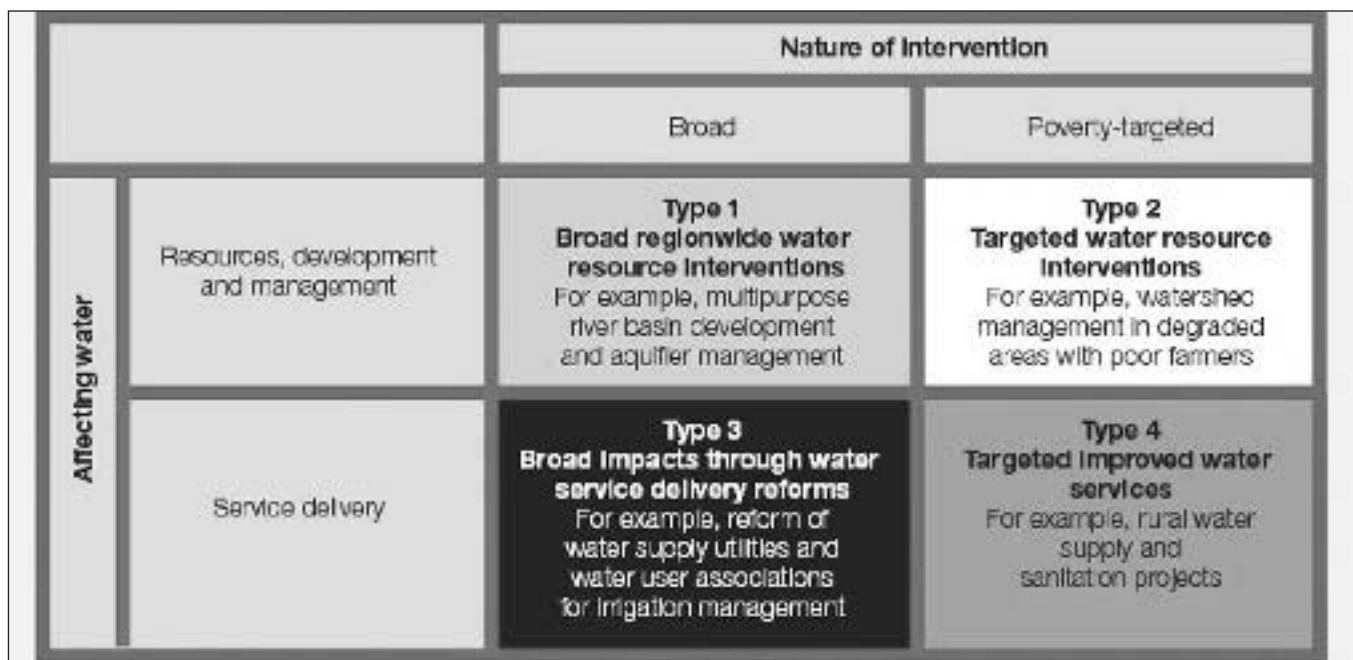 Nature of Intervention
Broad
Poverty-targeted
Affecting water
Resources, development
and management
Type 1
Broad regionwide water
resource interventions
For example, multipurpose
river basin development
and aquifier management
Type 2
Targeted water resource
interventions
For example, watershed
management in degraded
areas with poor farmers
Service delivery
Type 3
Broad impacts through water
service delivery reforms
For example, reform of
water supply utilities and
water user associations
for irrigation management
Type 4
Targeted improved water
services
For example, rural water
supply and
sanitation projects